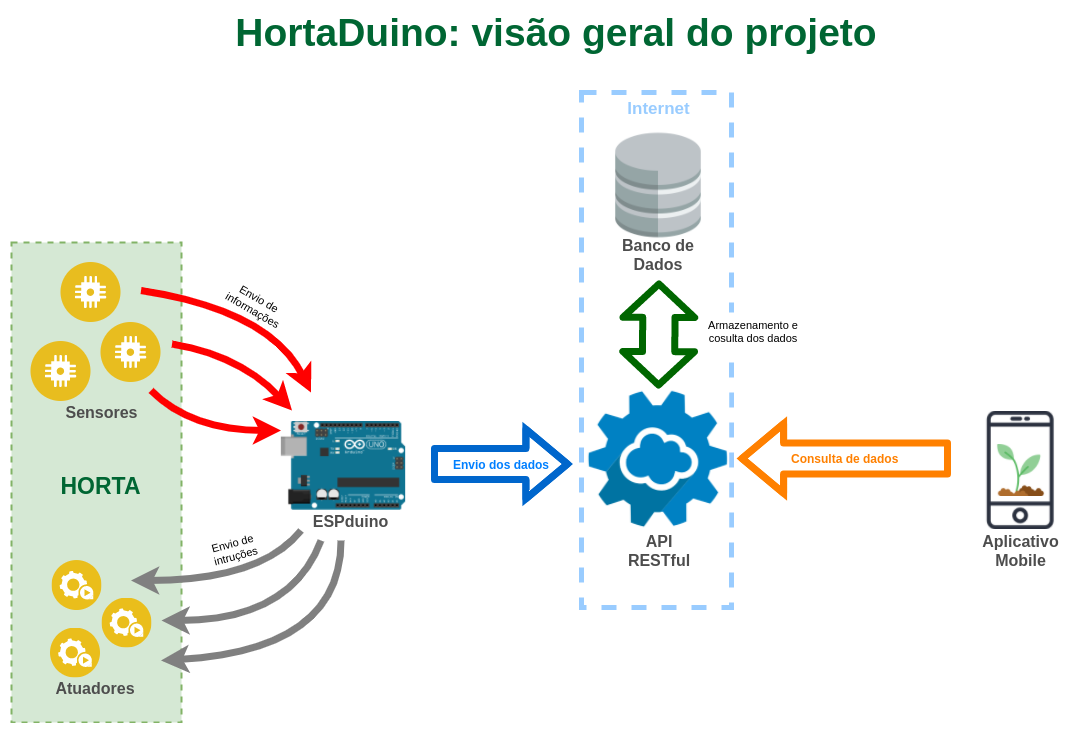 HortaDuino: visão geral do projeto
Internet
Banco de
Dados
Armazenamento e
cosulta dos dados
API
RESTful
Envio de
informações
Sensores
HORTA
UNO
ESPduino
Envio dos dados
Consulta de dados
Aplicativo
Mobile
Envio de
intruções
Atuadores